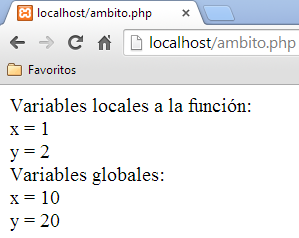 localhost/ambito.php
localhost/ambito.php
Favoritos
Variables locales a la función:
x = 1
y = 2
Variables globales:
x = 10
y = 20